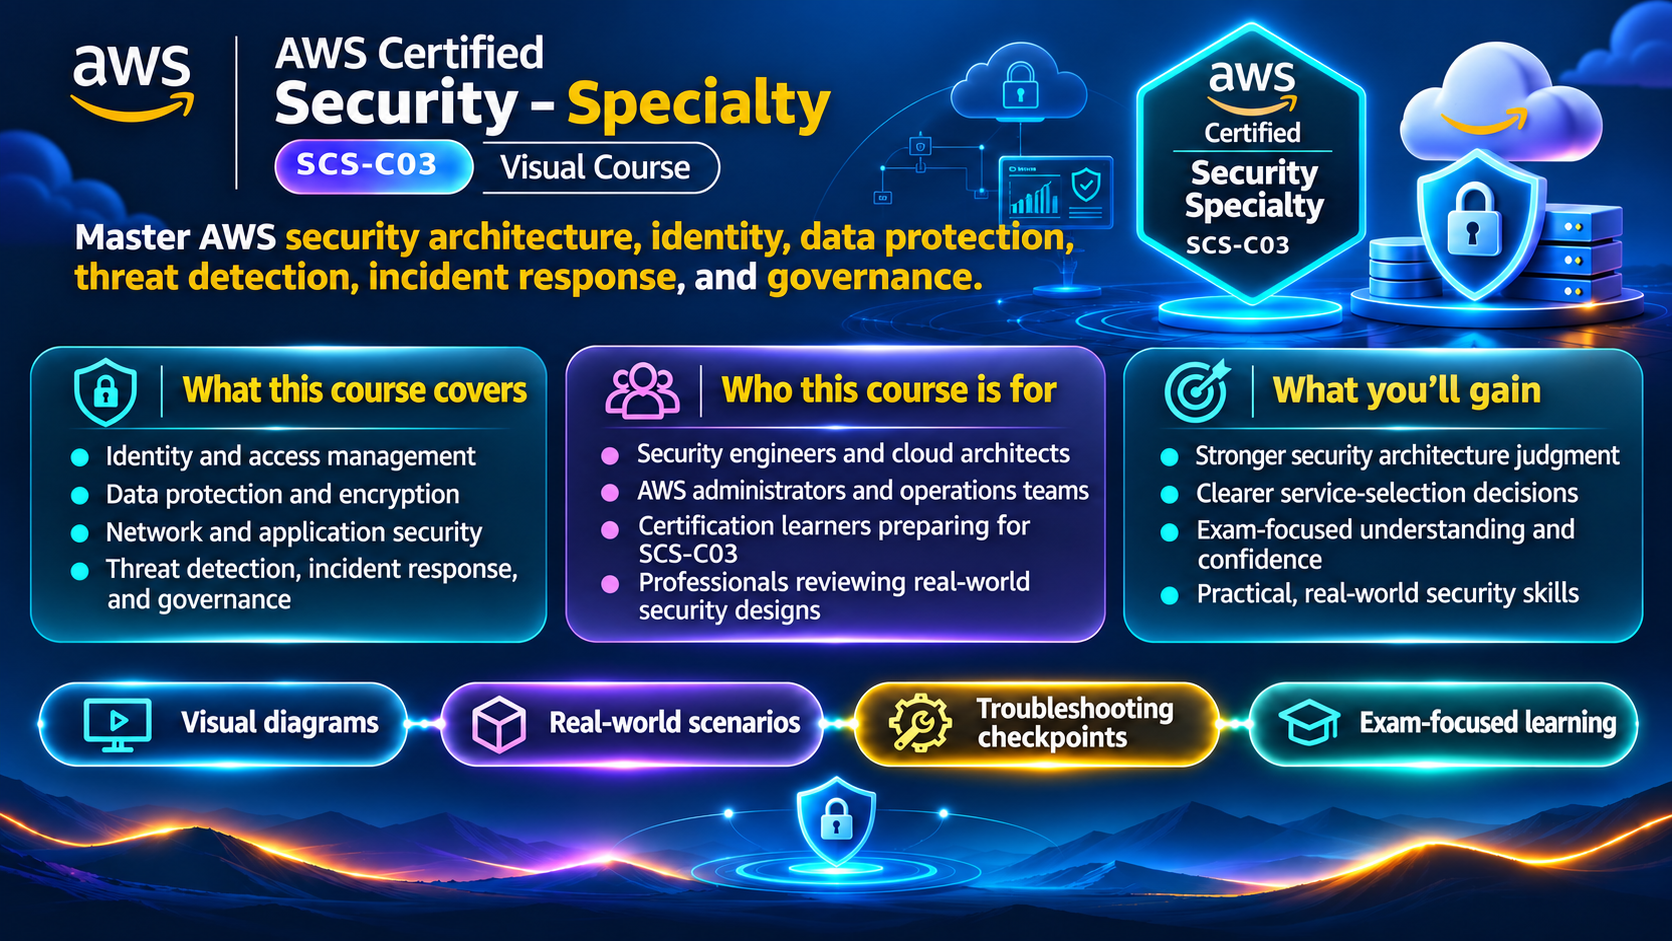 aws
AWS Certified
Security – Specialty
SCS-C03
Visual Course
Master AWS security architecture, identity, data protection,
threat detection, incident response, and governance.
aws
Certified
Security
Specialty
SCS-C03
What this course covers
Identity and access management
Data protection and encryption
Network and application security
Threat detection, incident response,
and governance
Who this course is for
Security engineers and cloud architects
AWS administrators and operations teams
Certification learners preparing for
SCS-C03
Professionals reviewing real-world
security designs
What you’ll gain
Stronger security architecture judgment
Clearer service-selection decisions
Exam-focused understanding and
confidence
Practical, real-world security skills
Visual diagrams
Real-world scenarios
Troubleshooting
checkpoints
Exam-focused learning